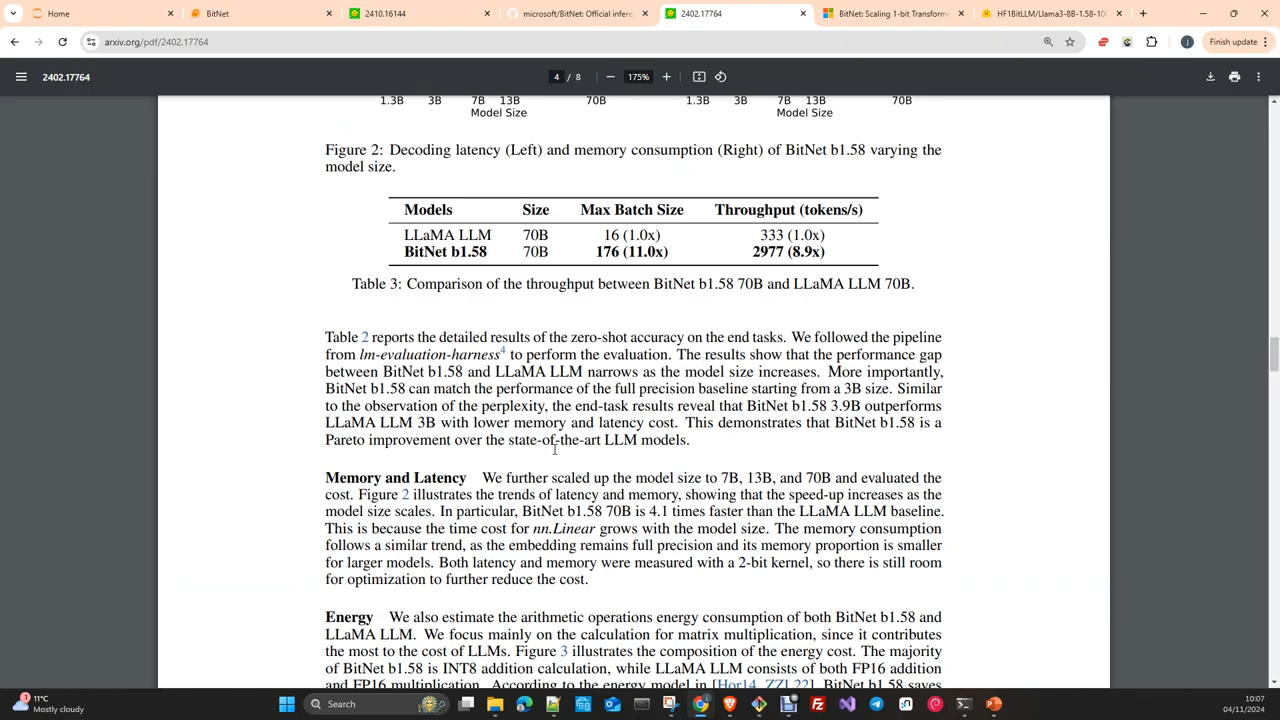 Home
BitNet
2410.16144
microsoft/BitNet: Official infere
2402.17764
BitNet: Scaling 1-bit Transform
HF1BitLLM/Llama3-8B-1.58-10
arxiv.org/pdf/2402.17764
Finish update
2402.17764
4 / 8
175%
1.3B 3B 7B 13B 70B 1.3B 3B 7B 13B 70B
Model Size Model Size
Figure 2: Decoding latency (Left) and memory consumption (Right) of BitNet b1.58 varying the
model size.
Models Size Max Batch Size Throughput (tokens/s)
LLaMA LLM 70B 16 (1.0x) 333 (1.0x)
BitNet b1.58 70B 176 (11.0x) 2977 (8.9x)
Table 3: Comparison of the throughput between BitNet b1.58 70B and LLaMA LLM 70B.
Table 2 reports the detailed results of the zero-shot accuracy on the end tasks. We followed the pipeline
from lm-evaluation-harness4 to perform the evaluation. The results show that the performance gap
between BitNet b1.58 and LLaMA LLM narrows as the model size increases. More importantly,
BitNet b1.58 can match the performance of the full precision baseline starting from a 3B size. Similar
to the observation of the perplexity, the end-task results reveal that BitNet b1.58 3.9B outperforms
LLaMA LLM 3B with lower memory and latency cost. This demonstrates that BitNet b1.58 is a
Pareto improvement over the state-of-the-art LLM models.
Memory and Latency We further scaled up the model size to 7B, 13B, and 70B and evaluated the
cost. Figure 2 illustrates the trends of latency and memory, showing that the speed-up increases as the
model size scales. In particular, BitNet b1.58 70B is 4.1 times faster than the LLaMA LLM baseline.
This is because the time cost for nn.Linear grows with the model size. The memory consumption
follows a similar trend, as the embedding remains full precision and its memory proportion is smaller
for larger models. Both latency and memory were measured with a 2-bit kernel, so there is still room
for optimization to further reduce the cost.
Energy We also estimate the arithmetic operations energy consumption of both BitNet b1.58 and
LLaMA LLM. We focus mainly on the calculation for matrix multiplication, since it contributes
the most to the cost of LLMs. Figure 3 illustrates the composition of the energy cost. The majority
of BitNet b1.58 is INT8 addition calculation, while LLaMA LLM consists of both FP16 addition
and FP16 multiplication. According to the energy model in [Hor14, ZZL22], BitNet b1.58 saves
11°C
Mostly cloudy
Search
10:07
04/11/2024